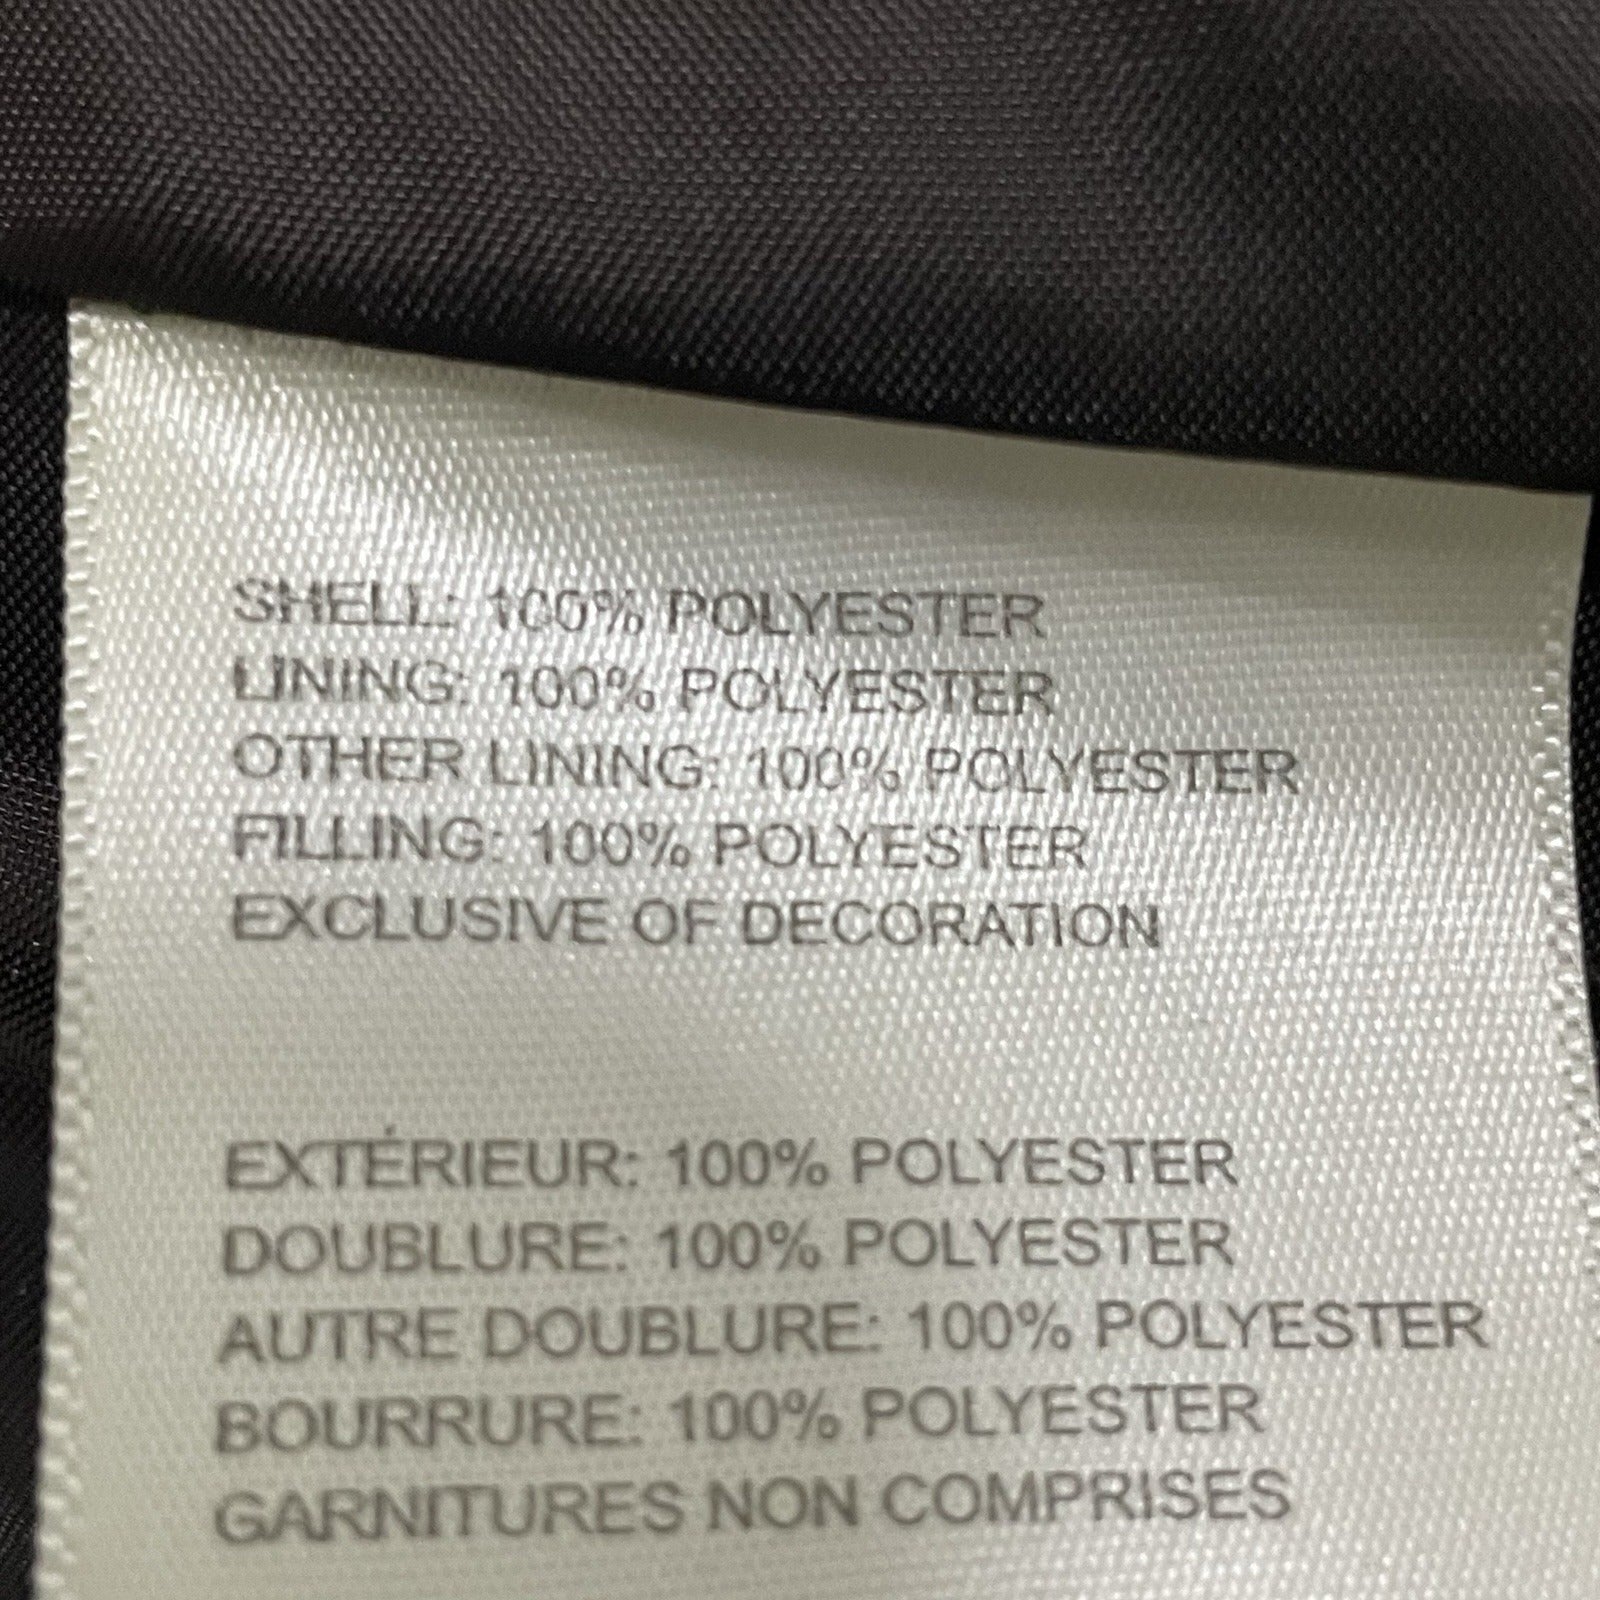 SHELL: 100% POLYESTER
LINING: 100% POLYESTER
OTHER LINING: 100% POLYESTER
FILLING: 100% POLYESTER
EXCLUSIVE OF DECORATION
EXTÉRIEUR: 100% POLYESTER
DOUBLURE: 100% POLYESTER
AUTRE DOUBLURE: 100% POLYESTER
BOURRURE: 100% POLYESTER
GARNITURES NON COMPRISES